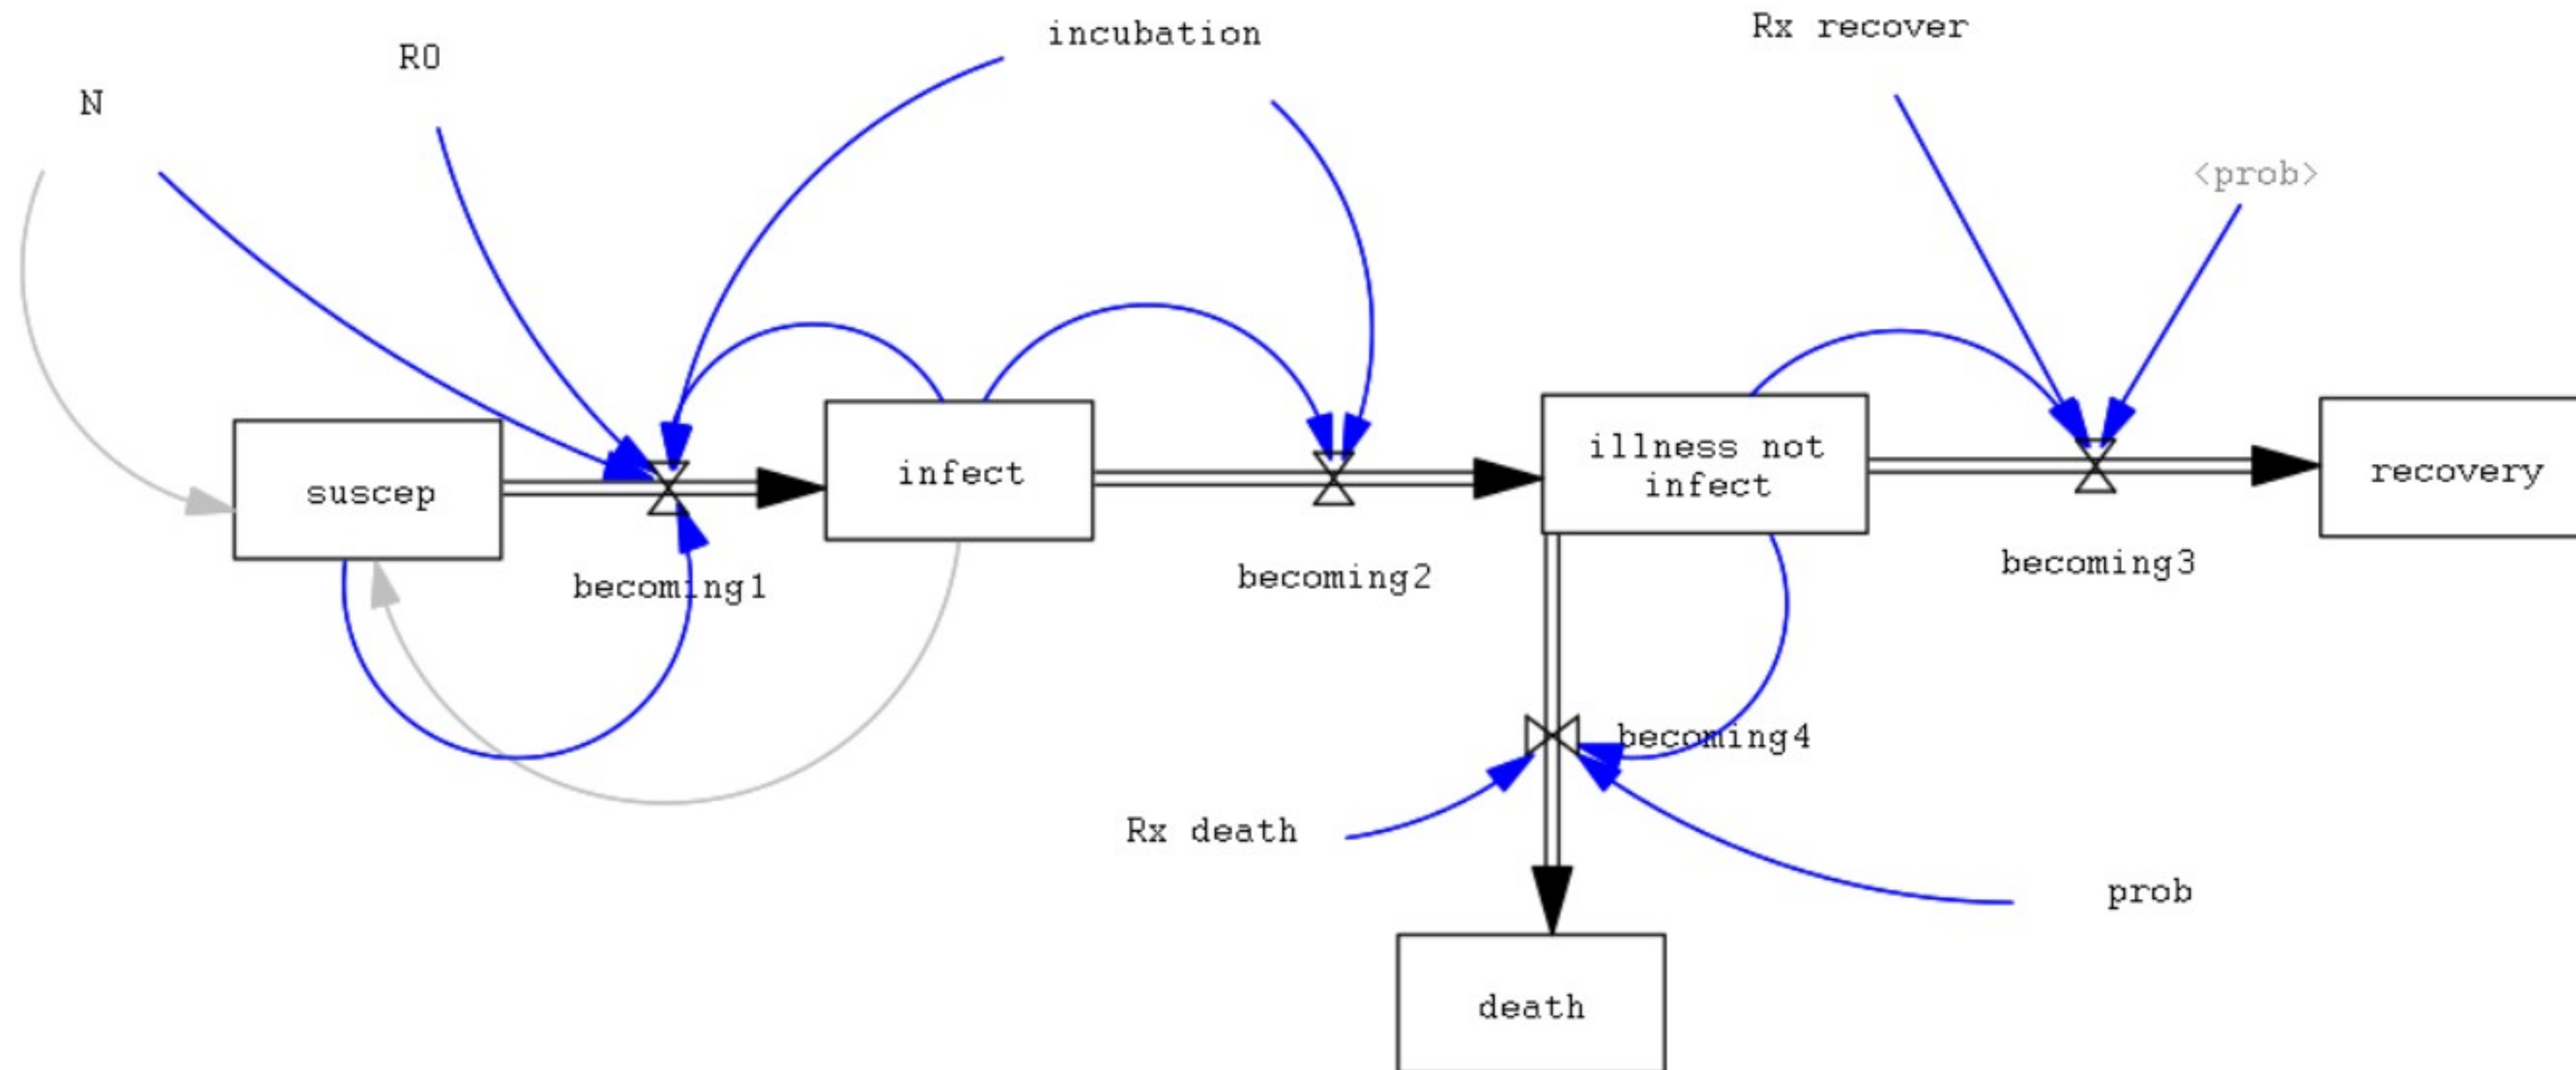 incubation
Rx recover
R0
N
<prob>
suscep
infect
illness not
infect
recovery
becoming1
becoming2
becoming3
becoming4
Rx death
prob
death